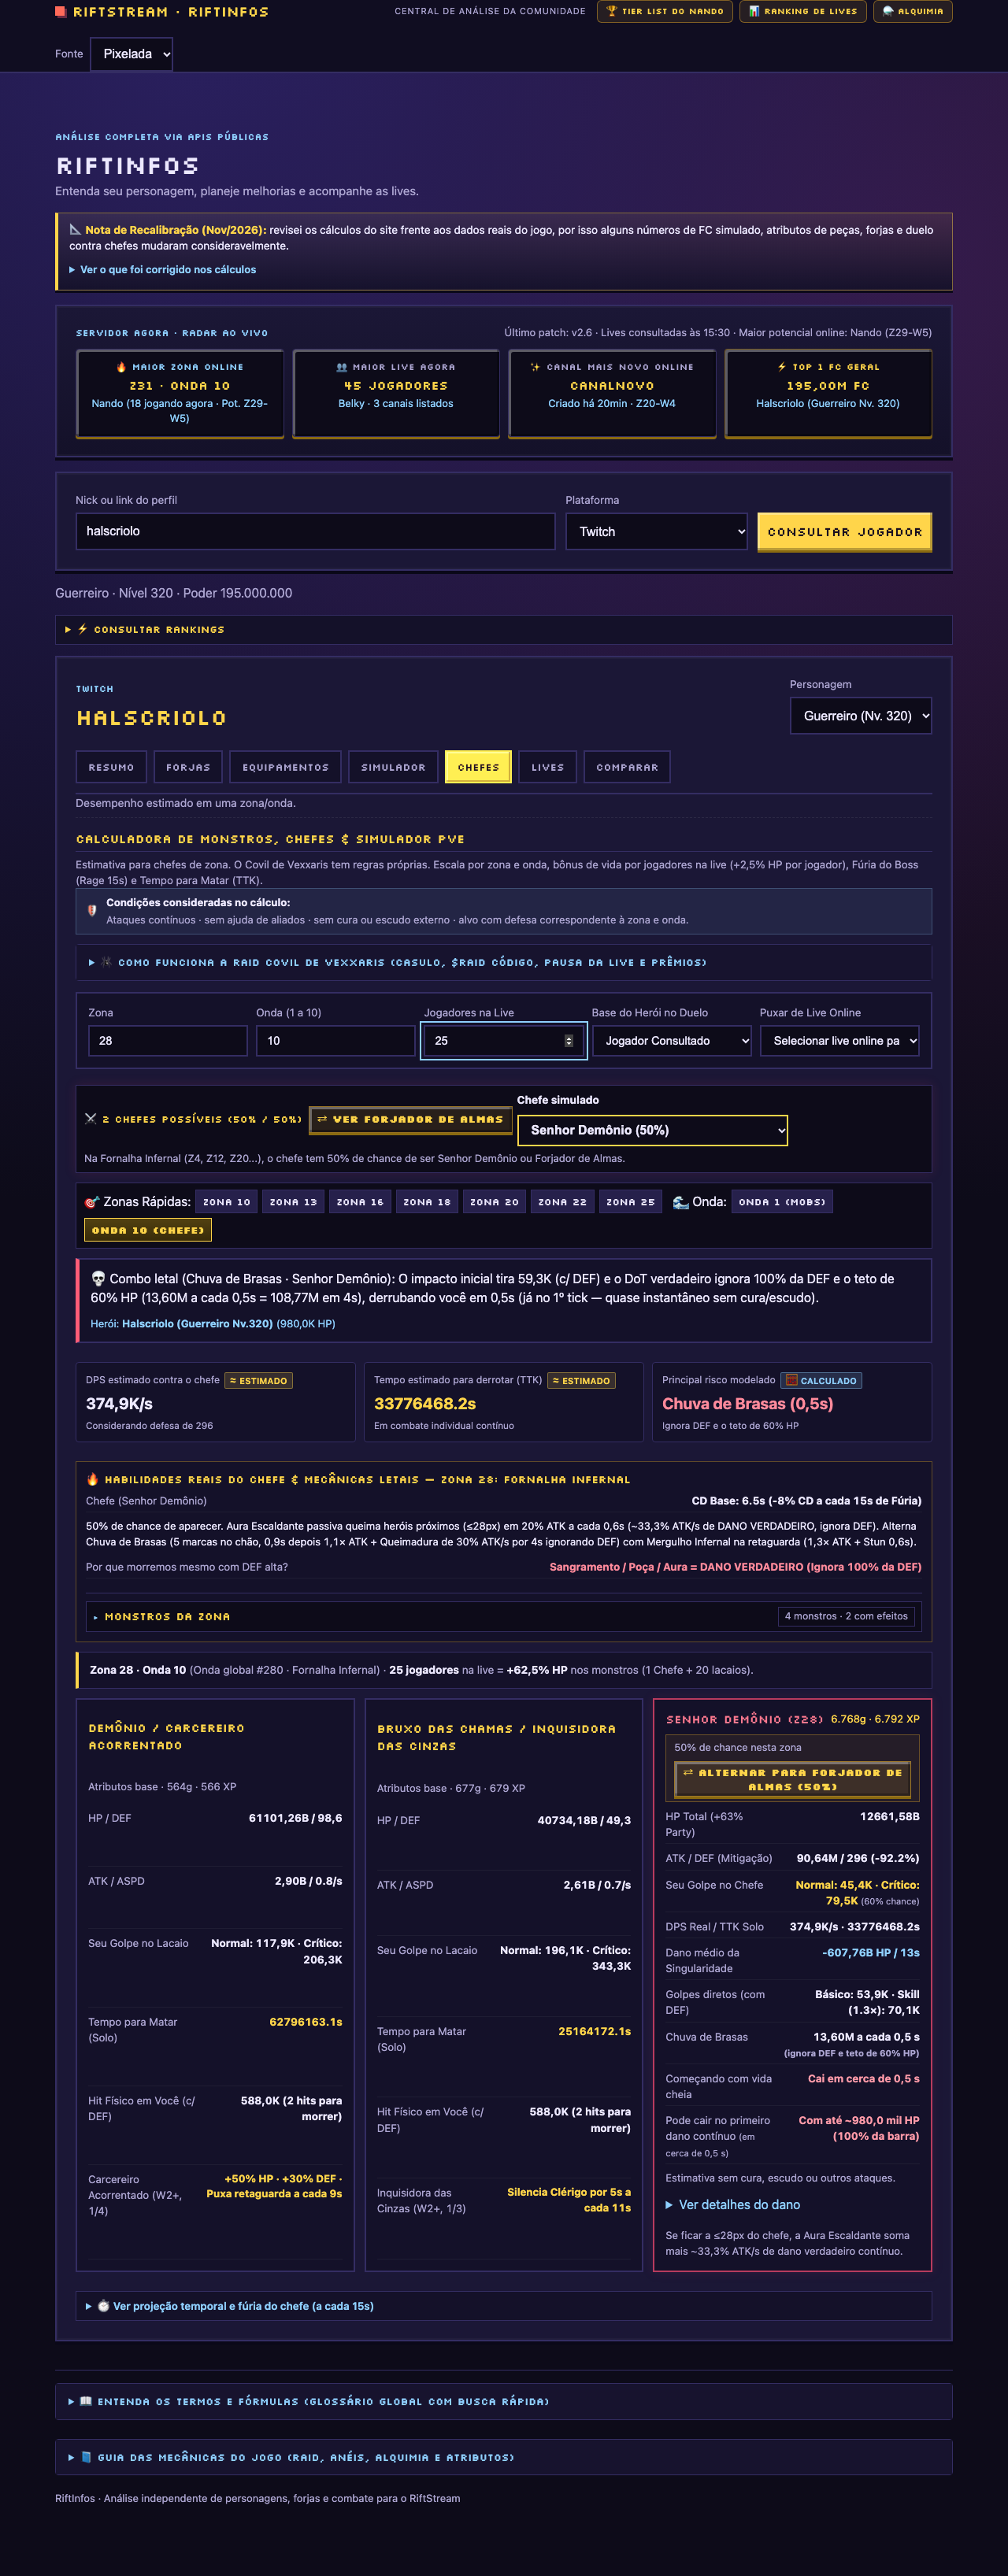 RIFTSTREAM · RIFTINFOS
CENTRAL DE ANÁLISE DA COMUNIDADE
🏆 TIER LIST DO NANDO
📊 RANKING DE LIVES
ALQUIMIA
Fonte
Pixelada
ANÁLISE COMPLETA VIA APIS PÚBLICAS
RIFTINFOS
Entenda seu personagem, planeje melhorias e acompanhe as lives.
📐 Nota de Recalibração (Nov/2026): revisei os cálculos do site frente aos dados reais do jogo, por isso alguns números de FC simulado, atributos de peças, forjas e duelo
contra chefes mudaram consideravelmente.
▶ Ver o que foi corrigido nos cálculos
SERVIDOR AGORA · RADAR AO VIVO
Último patch: v2.6 · Lives consultadas às 15:30 · Maior potencial online: Nando (Z29-W5)
🔥 MAIOR ZONA ONLINE
Z31 · ONDA 10
Nando (18 jogando agora · Pot. Z29-
W5)
👥 MAIOR LIVE AGORA
45 JOGADORES
Belky · 3 canais listados
✨ CANAL MAIS NOVO ONLINE
CANALNOVO
Criado há 20min · Z20-W4
⚡ TOP 1 FC GERAL
195,00M FC
Halscriolo (Guerreiro Nv. 320)
Nick ou link do perfil
halscriolo
Plataforma
Twitch
CONSULTAR JOGADOR
Guerreiro · Nível 320 · Poder 195.000.000
▶ ⚡ CONSULTAR RANKINGS
TWITCH
HALSCRIOLO
Personagem
Guerreiro (Nv. 320)
RESUMO
FORJAS
EQUIPAMENTOS
SIMULADOR
CHEFES
LIVES
COMPARAR
Desempenho estimado em uma zona/onda.
CALCULADORA DE MONSTROS, CHEFES & SIMULADOR PVE
Estimativa para chefes de zona. O Covil de Vexxaris tem regras próprias. Escala por zona e onda, bônus de vida por jogadores na live (+2,5% HP por jogador), Fúria do Boss
(Rage 15s) e Tempo para Matar (TTK).
Condições consideradas no cálculo:
Ataques contínuos · sem ajuda de aliados · sem cura ou escudo externo · alvo com defesa correspondente à zona e onda.
▶ 🕷 COMO FUNCIONA A RAID COVIL DE VEXXARIS (CASULO, $RAID CÓDIGO, PAUSA DA LIVE E PRÊMIOS)
Zona
28
Onda (1 a 10)
10
Jogadores na Live
25
Base do Herói no Duelo
Jogador Consultado
Puxar de Live Online
Selecionar live online pa
⚔ 2 CHEFES POSSÍVEIS (50% / 50%)
⇄ VER FORJADOR DE ALMAS
Chefe simulado
Senhor Demônio (50%)
Na Fornalha Infernal (Z4, Z12, Z20...), o chefe tem 50% de chance de ser Senhor Demônio ou Forjador de Almas.
🎯 Zonas Rápidas:
ZONA 10
ZONA 13
ZONA 16
ZONA 18
ZONA 20
ZONA 22
ZONA 25
🌊 Onda:
ONDA 1 (MOBS)
ONDA 10 (CHEFE)
💀 Combo letal (Chuva de Brasas · Senhor Demônio): O impacto inicial tira 59,3K (c/ DEF) e o DoT verdadeiro ignora 100% da DEF e o teto de
60% HP (13,60M a cada 0,5s = 108,77M em 4s), derrubando você em 0,5s (já no 1º tick — quase instantâneo sem cura/escudo).
Herói: Halscriolo (Guerreiro Nv.320) (980,0K HP)
DPS estimado contra o chefe ≈ ESTIMADO
374,9K/s
Considerando defesa de 296
Tempo estimado para derrotar (TTK) ≈ ESTIMADO
33776468.2s
Em combate individual contínuo
Principal risco modelado 🧮 CALCULADO
Chuva de Brasas (0,5s)
Ignora DEF e o teto de 60% HP
🔥 HABILIDADES REAIS DO CHEFE & MECÂNICAS LETAIS — ZONA 28: FORNALHA INFERNAL
Chefe (Senhor Demônio)
CD Base: 6.5s (-8% CD a cada 15s de Fúria)
50% de chance de aparecer. Aura Escaldante passiva queima heróis próximos (≤28px) em 20% ATK a cada 0,6s (~33,3% ATK/s de DANO VERDADEIRO, ignora DEF). Alterna
Chuva de Brasas (5 marcas no chão, 0,9s depois 1,1× ATK + Queimadura de 30% ATK/s por 4s ignorando DEF) com Mergulho Infernal na retaguarda (1,3× ATK + Stun 0,6s).
Por que morremos mesmo com DEF alta?
Sangramento / Poça / Aura = DANO VERDADEIRO (Ignora 100% da DEF)
▸ MONSTROS DA ZONA
4 monstros · 2 com efeitos
Zona 28 · Onda 10 (Onda global #280 · Fornalha Infernal) · 25 jogadores na live = +62,5% HP nos monstros (1 Chefe + 20 lacaios).
DEMÔNIO / CARCEREIRO
ACORRENTADO
Atributos base · 564g · 566 XP
HP / DEF
61101,26B / 98,6
ATK / ASPD
2,90B / 0.8/s
Seu Golpe no Lacaio
Normal: 117,9K · Crítico:
206,3K
Tempo para Matar
(Solo)
62796163.1s
Hit Físico em Você (c/
DEF)
588,0K (2 hits para
morrer)
Carcereiro
Acorrentado (W2+,
1/4)
+50% HP · +30% DEF ·
Puxa retaguarda a cada 9s
BRUXO DAS CHAMAS / INQUISIDORA
DAS CINZAS
Atributos base · 677g · 679 XP
HP / DEF
40734,18B / 49,3
ATK / ASPD
2,61B / 0.7/s
Seu Golpe no Lacaio
Normal: 196,1K · Crítico:
343,3K
Tempo para Matar
(Solo)
25164172.1s
Hit Físico em Você (c/
DEF)
588,0K (2 hits para
morrer)
Inquisidora das
Cinzas (W2+, 1/3)
Silencia Clérigo por 5s a
cada 11s
SENHOR DEMÔNIO (Z28)
6.768g · 6.792 XP
50% de chance nesta zona
⇄ ALTERNAR PARA FORJADOR DE
ALMAS (50%)
HP Total (+63%
Party)
12661,58B
ATK / DEF (Mitigação)
90,64M / 296 (-92.2%)
Seu Golpe no Chefe
Normal: 45,4K · Crítico:
79,5K (60% chance)
DPS Real / TTK Solo
374,9K/s · 33776468.2s
Dano médio da
Singularidade
-607,76B HP / 13s
Golpes diretos (com
DEF)
Básico: 53,9K · Skill
(1.3×): 70,1K
Chuva de Brasas
13,60M a cada 0,5 s
(ignora DEF e teto de 60% HP)
Começando com vida
cheia
Cai em cerca de 0,5 s
Pode cair no primeiro
dano contínuo (em
cerca de 0,5 s)
Com até ~980,0 mil HP
(100% da barra)
Estimativa sem cura, escudo ou outros ataques.
▶ Ver detalhes do dano
Se ficar a ≤28px do chefe, a Aura Escaldante soma
mais ~33,3% ATK/s de dano verdadeiro contínuo.
▶ ⏱ Ver projeção temporal e fúria do chefe (a cada 15s)
▶ 📖 ENTENDA OS TERMOS E FÓRMULAS (GLOSSÁRIO GLOBAL COM BUSCA RÁPIDA)
▶ 📘 GUIA DAS MECÂNICAS DO JOGO (RAID, ANÉIS, ALQUIMIA E ATRIBUTOS)
RiftInfos · Análise independente de personagens, forjas e combate para o RiftStream